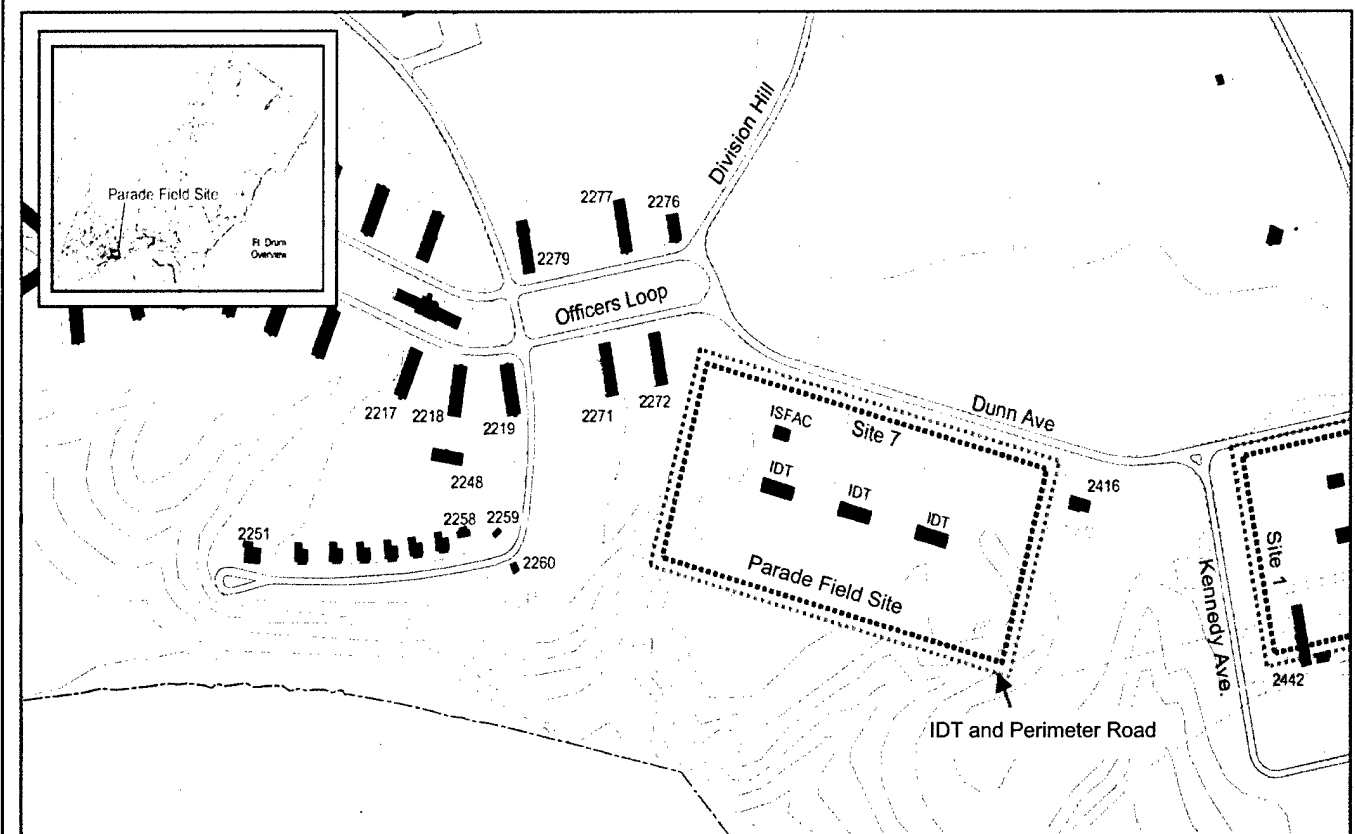 Parade Field Site
Ft. Drum
Overview
Division Hill
2277
2276
2279
Officers Loop
2217
2218
2219
2271
2272
2248
2251
2258
2259
2260
Dunn Ave
ISFAC
Site 7
IDT
IDT
IDT
2416
Parade Field Site
Kennedy Ave.
Site 1
2442
IDT and Perimeter Road